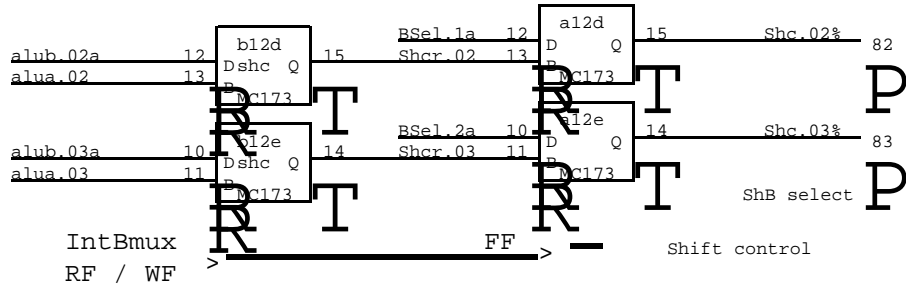 BSel.1a 12 a12d 15 Shc.02% 82
b12d D Q
alub.02a 12 D shc Q 15 Shcr.02 13 B
alua.02 13 B MC173 R T P
MC173 R T
BSel.2a 10 a12e 14 Shc.03% 83
b12e D Q
alub.03a 10 D shc Q 14 Shcr.03 11 B
alua.03 11 B MC173 R T P
MC173 R T ShB select
IntBmux FF Shift control
RF / WF > >